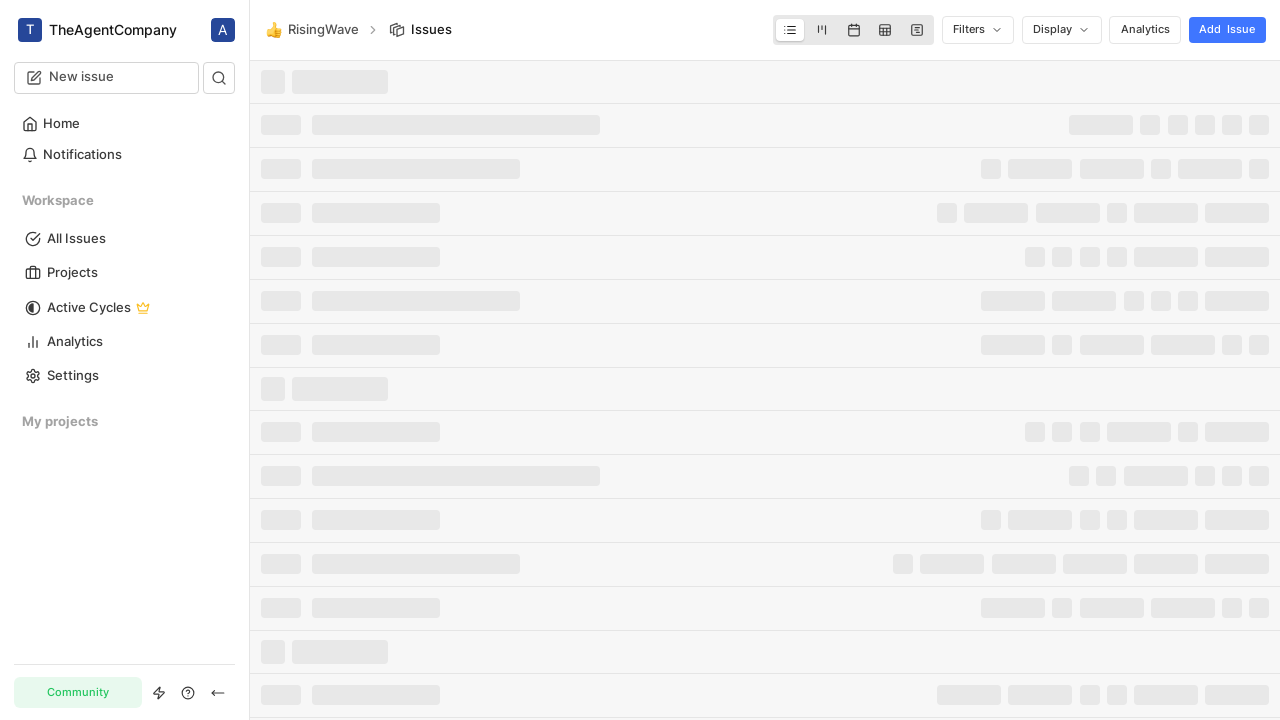 T TheAgentCompany A
New issue
Home
Notifications
Workspace
All Issues
Projects
Active Cycles
Analytics
Settings
My projects
Community
RisingWave Issues Filters Display Analytics Add Issue